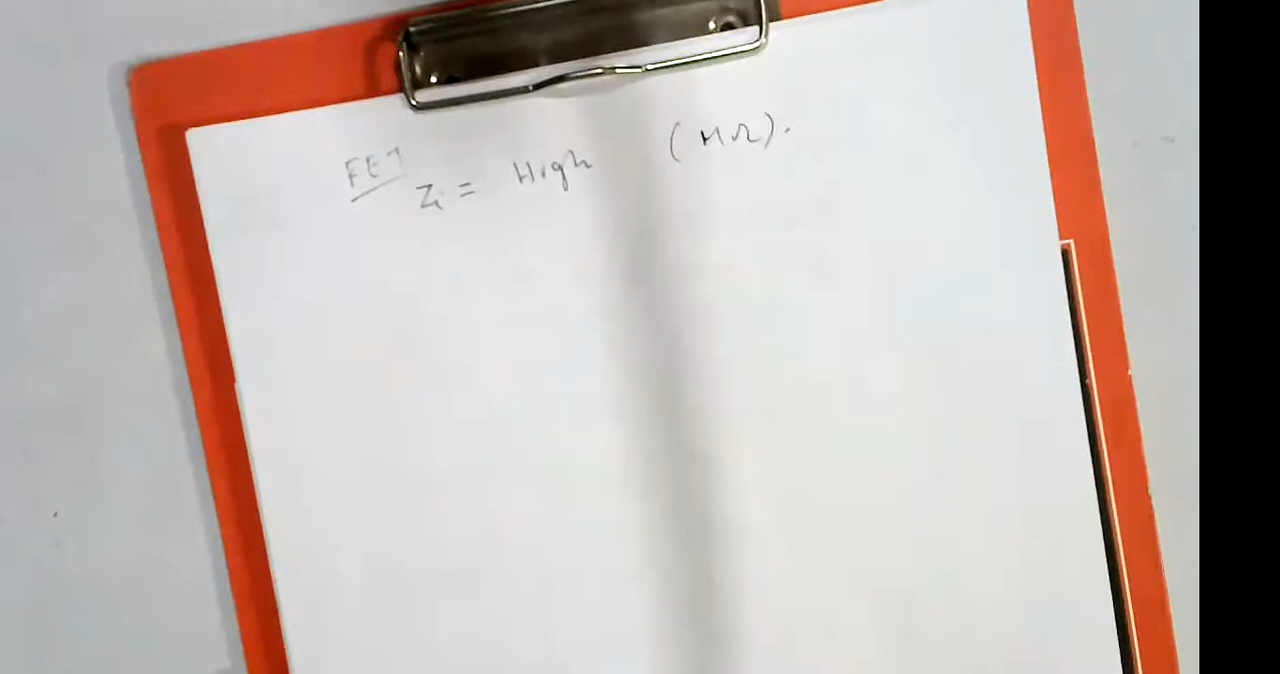 FET
Zi = High (MΩ).